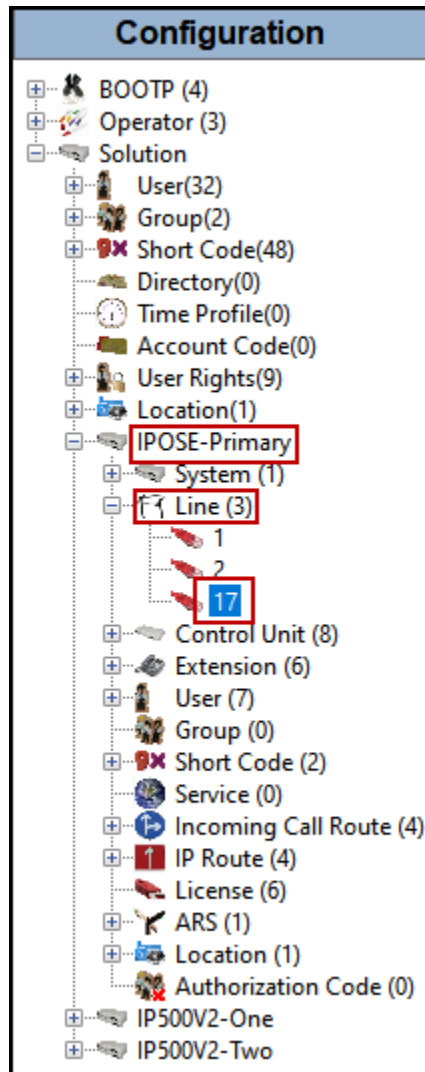 Configuration
BOOTP (4)
Operator (3)
Solution
User(32)
Group(2)
Short Code(48)
Directory(0)
Time Profile(0)
Account Code(0)
User Rights(9)
Location(1)
IPOSE-Primary
System (1)
Line (3)
1
2
17
Control Unit (8)
Extension (6)
User (7)
Group (0)
Short Code (2)
Service (0)
Incoming Call Route (4)
IP Route (4)
License (6)
ARS (1)
Location (1)
Authorization Code (0)
IP500V2-One
IP500V2-Two